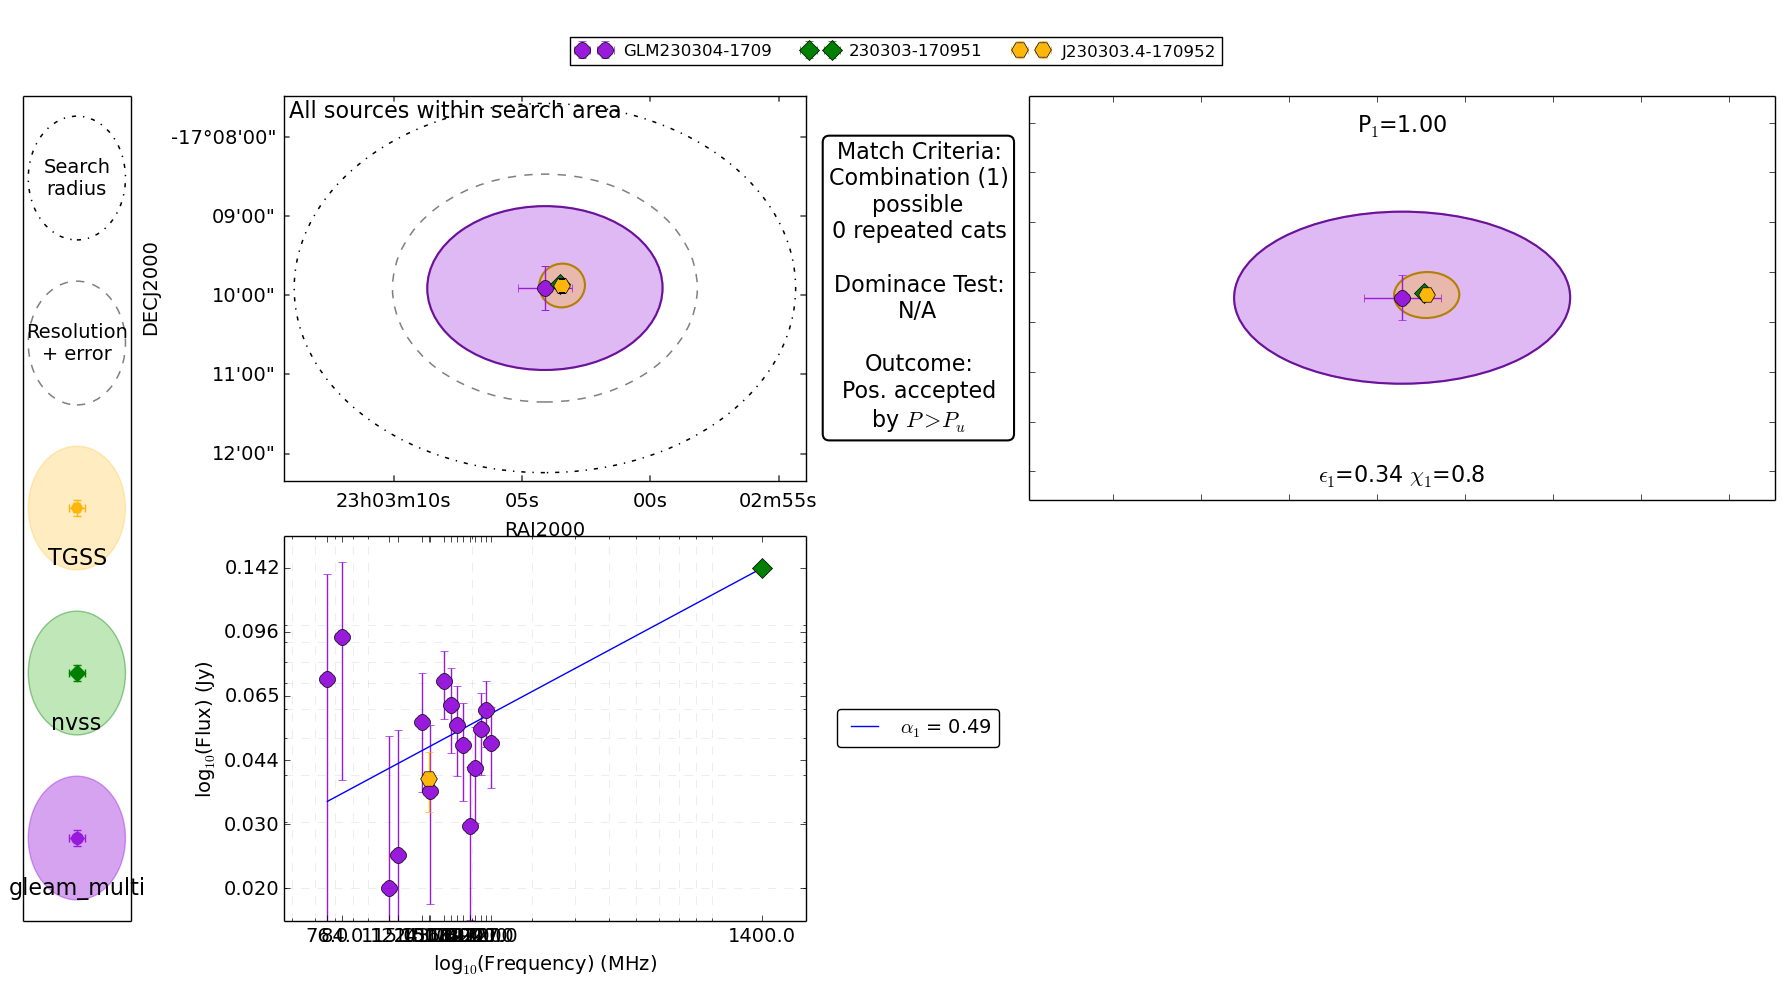 GLM230304-1709 230303-170951 J230303.4-170952
Search
radius
Resolution
+ error
TGSS
nvss
gleam_multi
All sources within search area
DECJ2000
-17°08'00"
09'00"
10'00"
11'00"
12'00"
23h03m10s 05s 00s 02m55s
RAJ2000
Match Criteria:
Combination (1)
possible
0 repeated cats
Dominace Test:
N/A
Outcome:
Pos. accepted
by P>Pu
P1=1.00
ϵ1=0.34 χ1=0.8
log10(Flux) (Jy)
0.142
0.096
0.065
0.044
0.030
0.020
1400.0
log10(Frequency) (MHz)
α1 = 0.49